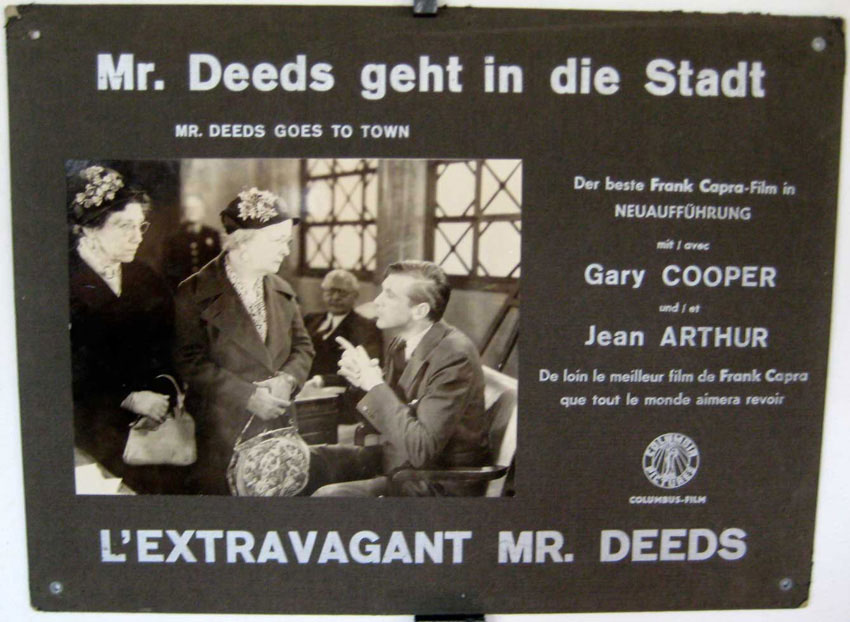 Mr. Deeds geht in die Stadt
MR. DEEDS GOES TO TOWN
Der beste Frank Capra-Film in
NEUAUFFÜHRUNG
mit / avec
Gary COOPER
und / et
Jean ARTHUR
De loin le meilleur film de Frank Capra
que tout le monde aimera revoir
COLUMBIA
PICTURES
COLUMBUS-FILM
L'EXTRAVAGANT MR. DEEDS